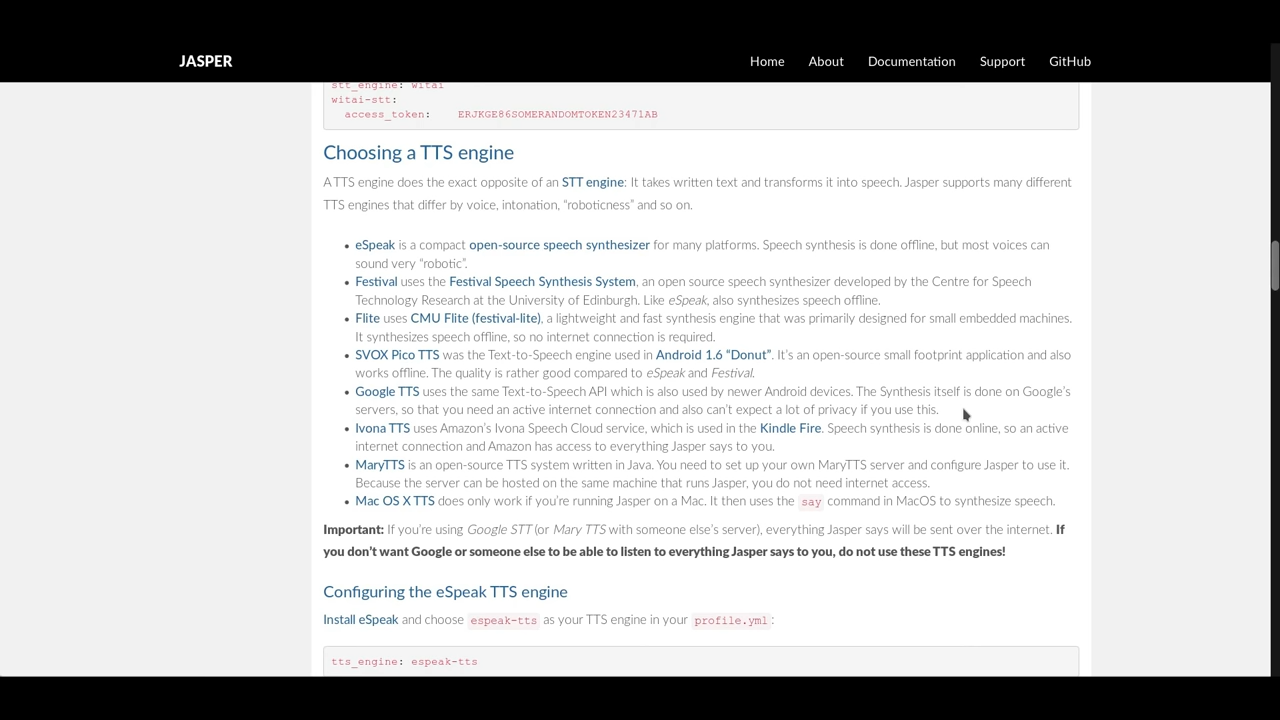 JASPER
Home About Documentation Support GitHub
stt_engine: witai
witai-stt:
access_token: ERJKGE86SOMERANDOMTOKEN23471AB
Choosing a TTS engine
A TTS engine does the exact opposite of an STT engine: It takes written text and transforms it into speech. Jasper supports many different
TTS engines that differ by voice, intonation, “roboticness” and so on.
• eSpeak is a compact open-source speech synthesizer for many platforms. Speech synthesis is done offline, but most voices can
sound very “robotic”.
• Festival uses the Festival Speech Synthesis System, an open source speech synthesizer developed by the Centre for Speech
Technology Research at the University of Edinburgh. Like eSpeak, also synthesizes speech offline.
• Flite uses CMU Flite (festival-lite), a lightweight and fast synthesis engine that was primarily designed for small embedded machines.
It synthesizes speech offline, so no internet connection is required.
• SVOX Pico TTS was the Text-to-Speech engine used in Android 1.6 “Donut”. It’s an open-source small footprint application and also
works offline. The quality is rather good compared to eSpeak and Festival.
• Google TTS uses the same Text-to-Speech API which is also used by newer Android devices. The Synthesis itself is done on Google’s
servers, so that you need an active internet connection and also can’t expect a lot of privacy if you use this.
• Ivona TTS uses Amazon’s Ivona Speech Cloud service, which is used in the Kindle Fire. Speech synthesis is done online, so an active
internet connection and Amazon has access to everything Jasper says to you.
• MaryTTS is an open-source TTS system written in Java. You need to set up your own MaryTTS server and configure Jasper to use it.
Because the server can be hosted on the same machine that runs Jasper, you do not need internet access.
• Mac OS X TTS does only work if you’re running Jasper on a Mac. It then uses the say command in MacOS to synthesize speech.
Important: If you’re using Google STT (or Mary TTS with someone else’s server), everything Jasper says will be sent over the internet. If
you don’t want Google or someone else to be able to listen to everything Jasper says to you, do not use these TTS engines!
Configuring the eSpeak TTS engine
Install eSpeak and choose espeak-tts as your TTS engine in your profile.yml:
tts_engine: espeak-tts